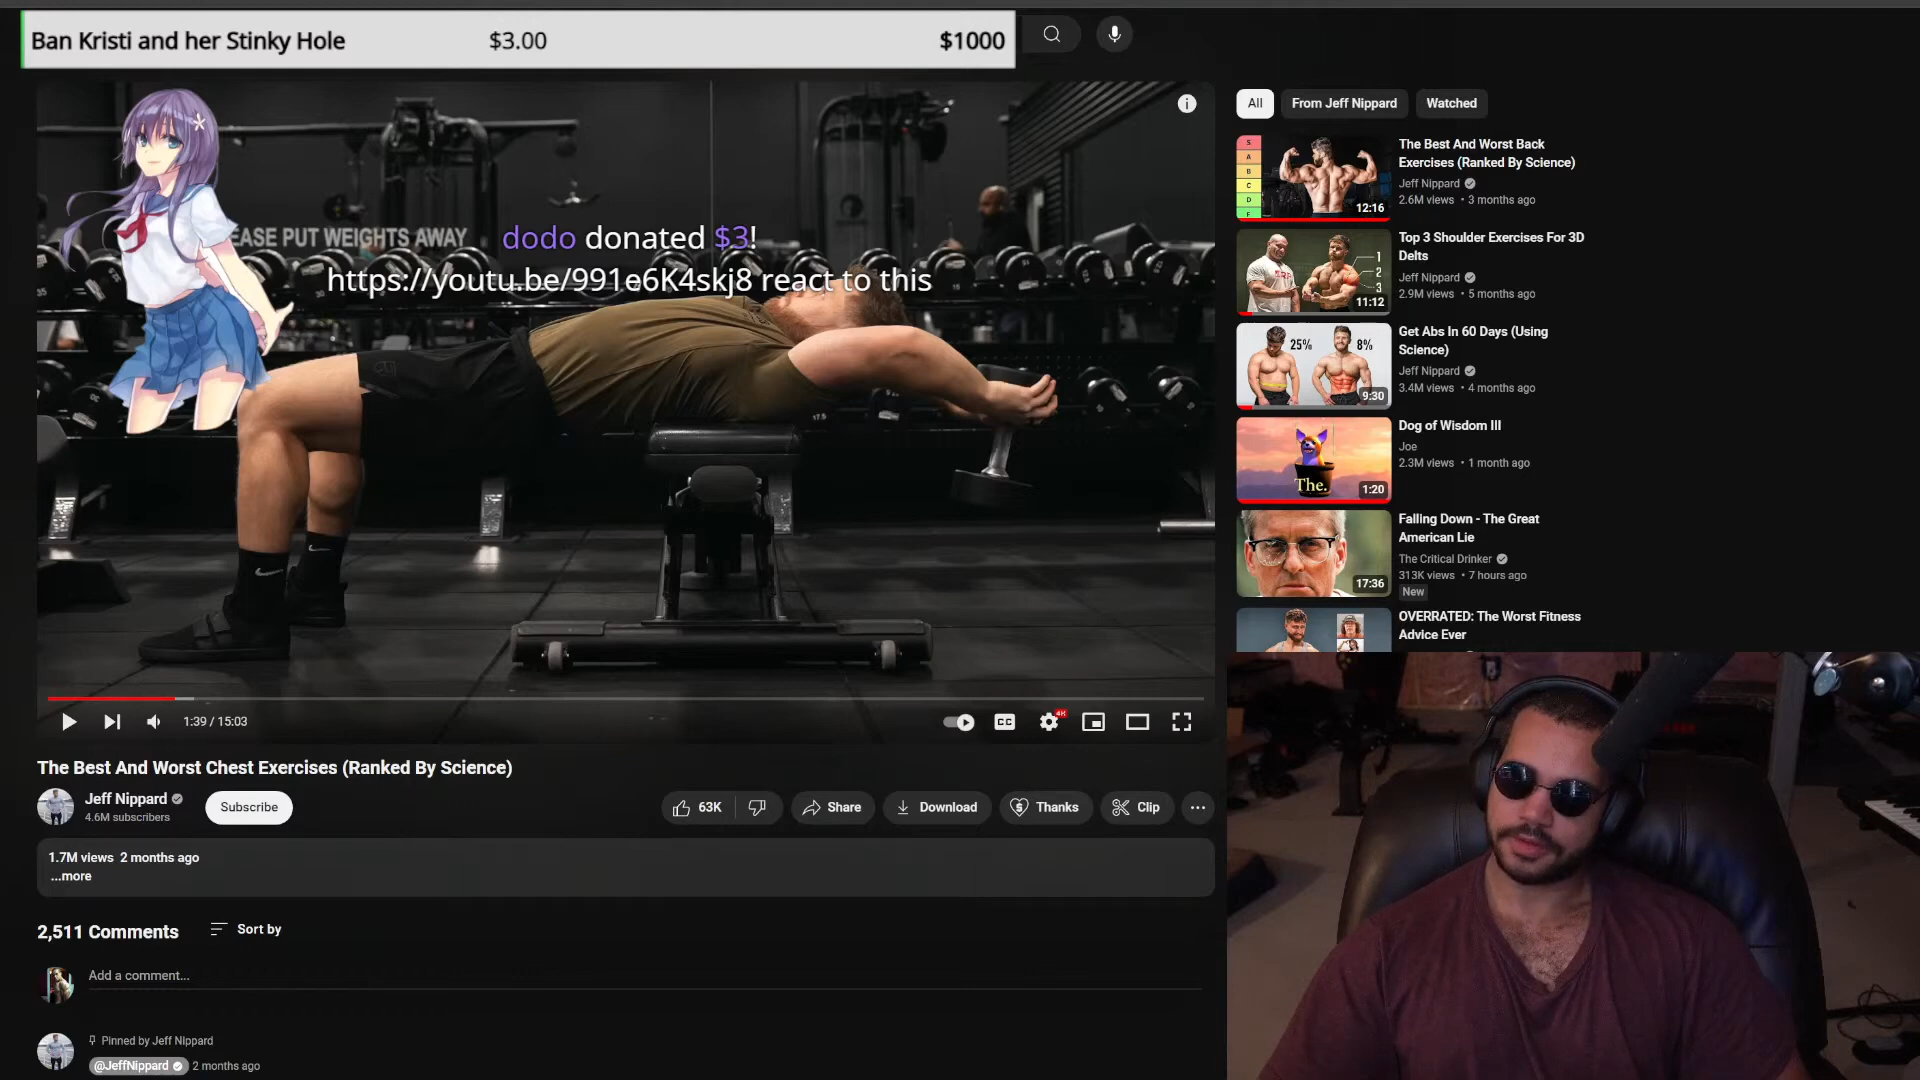 Ban Kristi and her Stinky Hole $3.00 $1000
EASE PUT WEIGHTS AWAY
dodo donated $3!
https://youtu.be/991e6K4skj8 react to this
17.5
1:39 / 15:03
CC
4K
The Best And Worst Chest Exercises (Ranked By Science)
Jeff Nippard
4.6M subscribers
Subscribe
63K
Share
Download
Thanks
Clip
1.7M views 2 months ago
...more
2,511 Comments
Sort by
Add a comment...
Pinned by Jeff Nippard
@JeffNippard 2 months ago
All
From Jeff Nippard
Watched
S
A
B
C
D
F
12:16
The Best And Worst Back
Exercises (Ranked By Science)
Jeff Nippard
2.6M views • 3 months ago
1
2
3
11:12
Top 3 Shoulder Exercises For 3D
Delts
Jeff Nippard
2.9M views • 5 months ago
25% 8%
9:30
Get Abs In 60 Days (Using
Science)
Jeff Nippard
3.4M views • 4 months ago
The.
1:20
Dog of Wisdom III
Joe
2.3M views • 1 month ago
17:36
Falling Down - The Great
American Lie
The Critical Drinker
313K views • 7 hours ago
New
OVERRATED: The Worst Fitness
Advice Ever